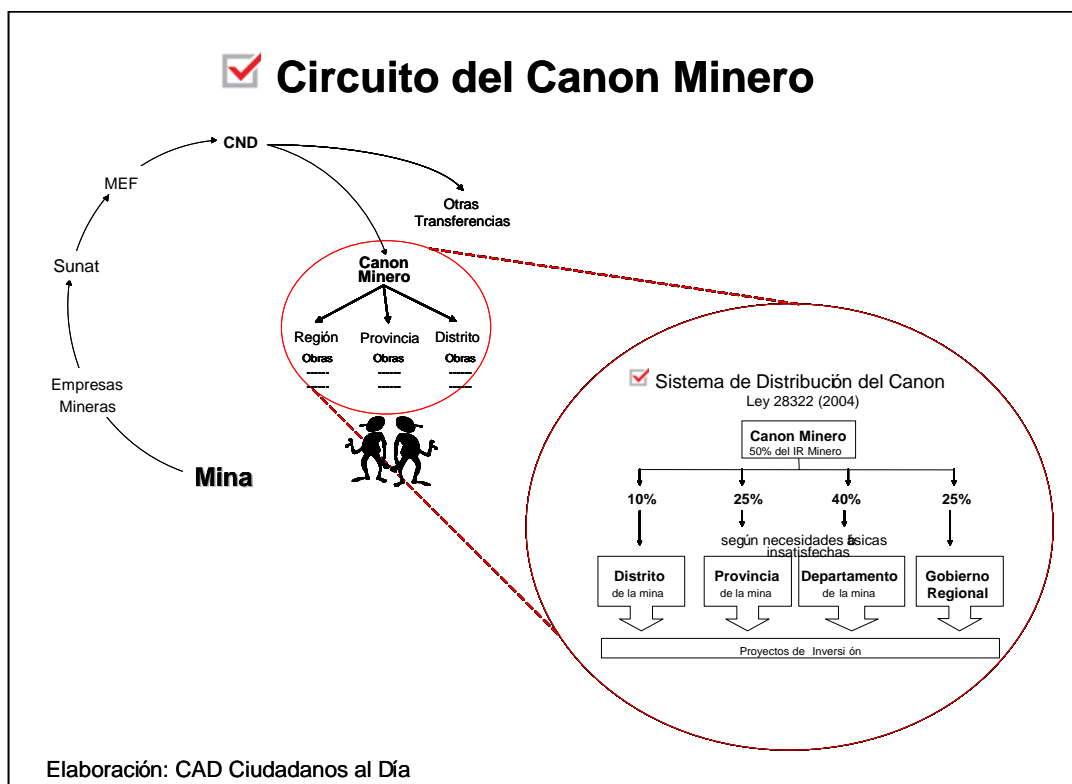 Circuito del Canon Minero
CND
MEF
Otras
Transferencias
Sunat
Canon
Minero
Región Provincia Distrito
Obras Obras Obras
------ ------ ------
------ ------ ------
Empresas
Mineras
Mina
Sistema de Distribución del Canon
Ley 28322 (2004)
Canon Minero
50% del IR Minero
10% 25% 40% 25%
según necesidades básicas
insatisfechas
Distrito
de la mina
Provincia
de la mina
Departamento
de la mina
Gobierno
Regional
Proyectos de Inversión
Elaboración: CAD Ciudadanos al Día